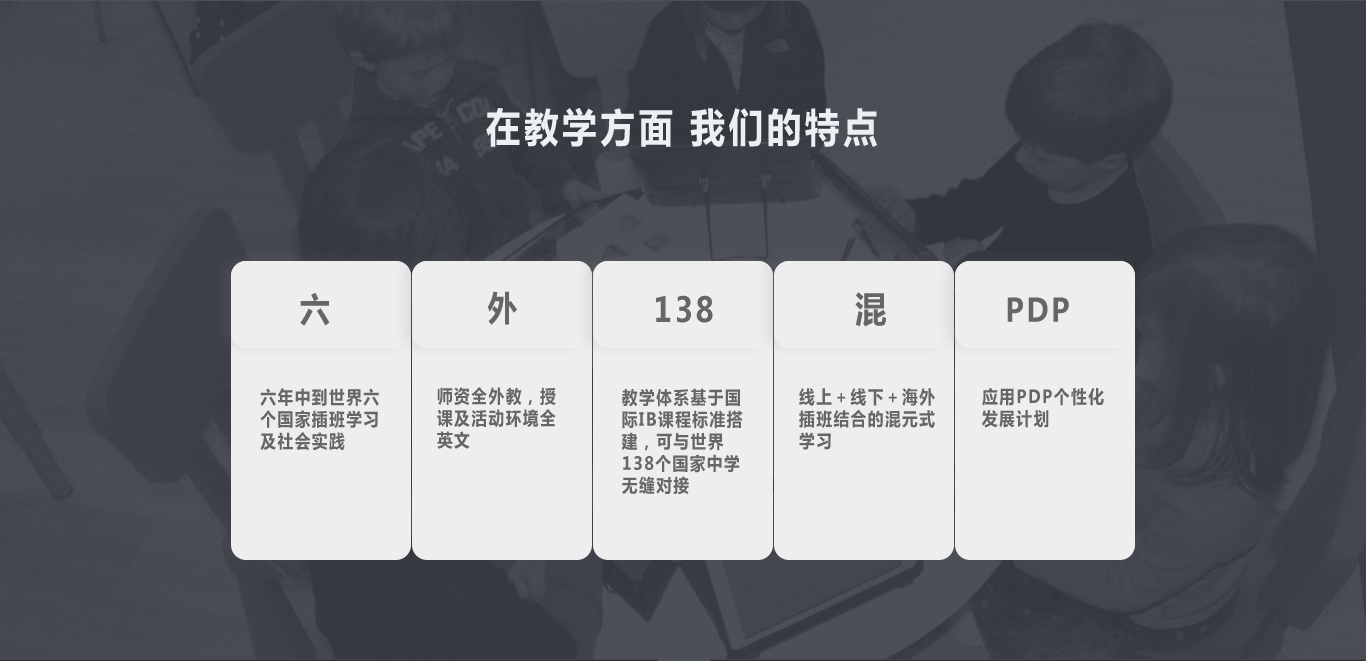 在教学方面 我们的特点
六
六年中到世界六
个国家插班学习
及社会实践
外
师资全外教，授
课及活动环境全
英文
138
教学体系基于国
际IB课程标准搭
建，可与世界
138个国家中学
无缝对接
混
线上+线下+海外
插班结合的混元式
学习
PDP
应用PDP个性化
发展计划